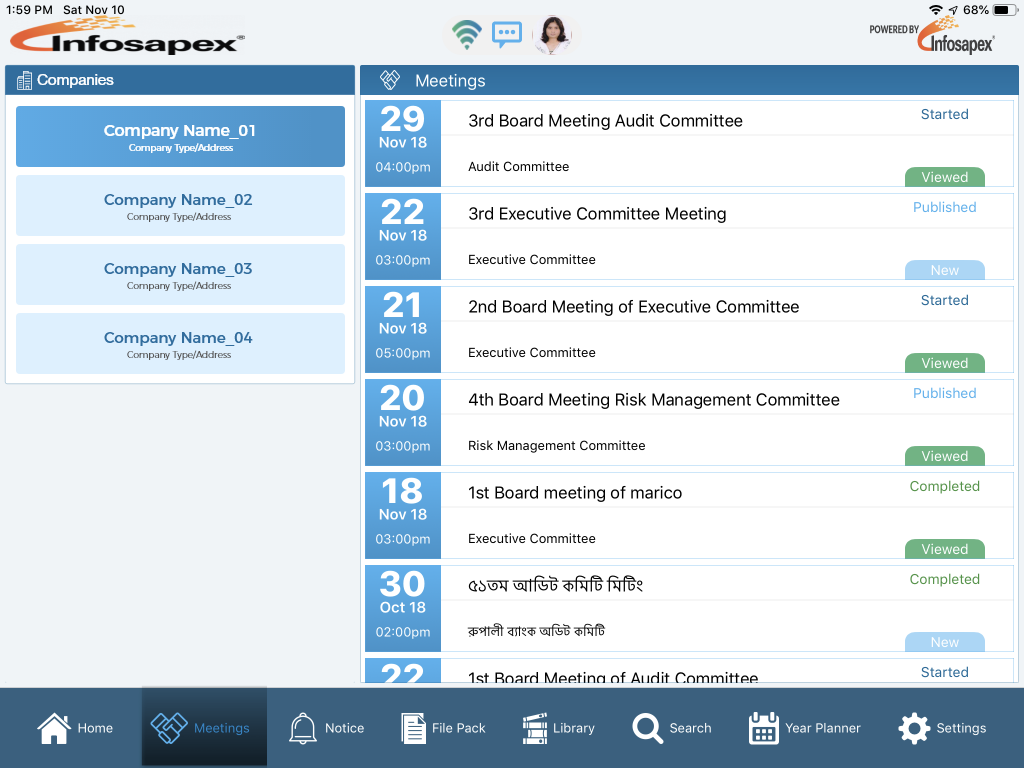 1:59 PM Sat Nov 10
68%
Infosapex®
POWERED BY Infosapex®
Companies
Company Name_01
Company Type/Address
Company Name_02
Company Type/Address
Company Name_03
Company Type/Address
Company Name_04
Company Type/Address
Meetings
29
Nov 18
04:00pm
3rd Board Meeting Audit Committee
Audit Committee
Started
Viewed
22
Nov 18
03:00pm
3rd Executive Committee Meeting
Executive Committee
Published
New
21
Nov 18
05:00pm
2nd Board Meeting of Executive Committee
Executive Committee
Started
Viewed
20
Nov 18
03:00pm
4th Board Meeting Risk Management Committee
Risk Management Committee
Published
Viewed
18
Nov 18
03:00pm
1st Board meeting of marico
Executive Committee
Completed
Viewed
30
Oct 18
02:00pm
৫১তম আডিট কমিটি মিটিং
রুপালী ব্যাংক অডিট কমিটি
Completed
New
22
1st Board Meeting of Audit Committee
Started
Home
Meetings
Notice
File Pack
Library
Search
Year Planner
Settings